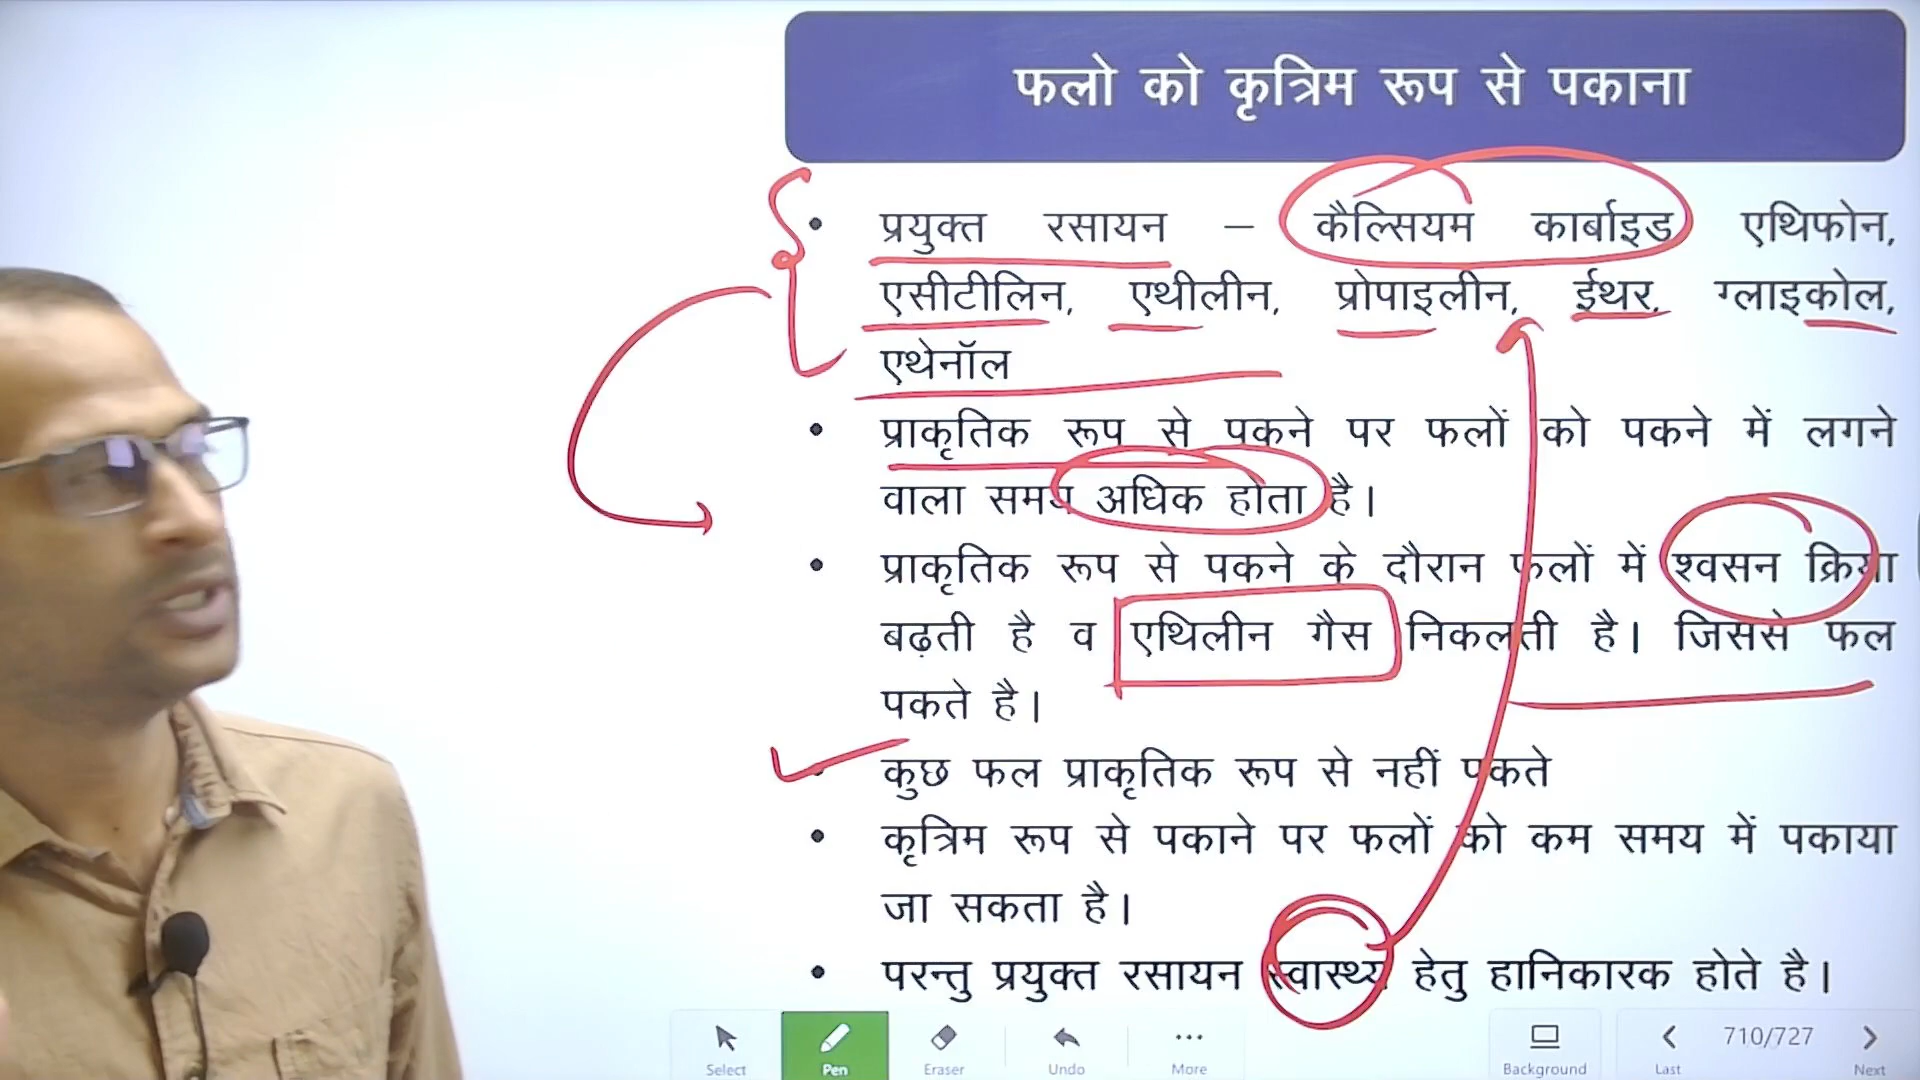 फलो को कृत्रिम रूप से पकाना
• प्रयुक्त रसायन – कैल्सियम कार्बाइड एथिफोन,
एसीटीलिन, एथीलीन, प्रोपाइलीन, ईथर, ग्लाइकोल,
एथेनॉल
• प्राकृतिक रूप से पकने पर फलों को पकने में लगने
वाला समय अधिक होता है।
• प्राकृतिक रूप से पकने के दौरान फलों में श्वसन क्रिया
बढ़ती है व एथिलीन गैस निकलती है। जिससे फल
पकते है।
• कुछ फल प्राकृतिक रूप से नहीं पकते
• कृत्रिम रूप से पकाने पर फलों को कम समय में पकाया
जा सकता है।
• परन्तु प्रयुक्त रसायन स्वास्थ्य हेतु हानिकारक होते है।
Select Pen Eraser Undo More Background Last 710/727 Next